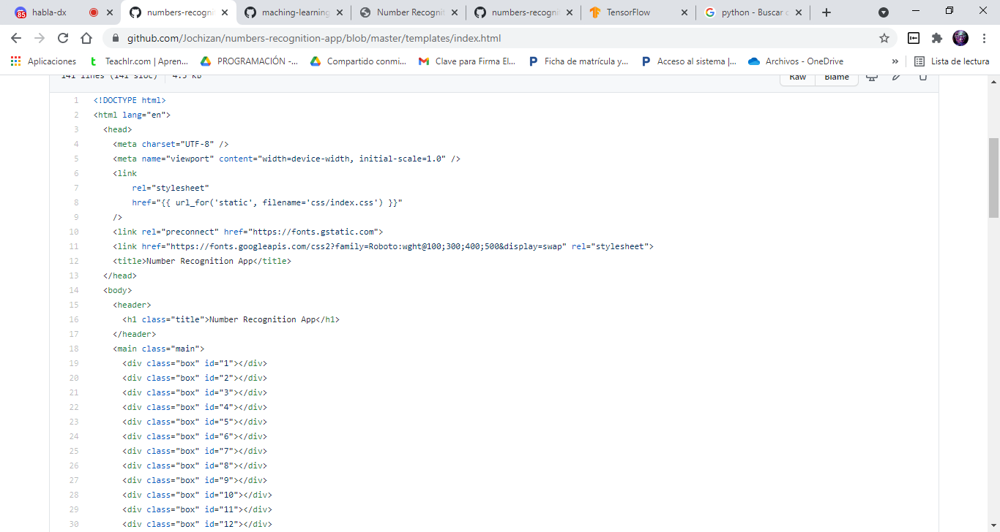 habla-dx
numbers-recogni
maching-learning
Number Recognit
numbers-recogni
TensorFlow
python - Buscar c
github.com/Jochizan/numbers-recognition-app/blob/master/templates/index.html
Aplicaciones
Teachlr.com | Apren...
PROGRAMACIÓN -...
Compartido conmi...
Clave para Firma El...
Ficha de matrícula y...
Acceso al sistema |...
Archivos - OneDrive
»
Lista de lectura
141 lines (141 sloc) 4.5 KB
Raw
Blame
1 <!DOCTYPE html>
2 <html lang="en">
3 <head>
4 <meta charset="UTF-8" />
5 <meta name="viewport" content="width=device-width, initial-scale=1.0" />
6 <link
7 rel="stylesheet"
8 href="{{ url_for('static', filename='css/index.css') }}"
9 />
10 <link rel="preconnect" href="https://fonts.gstatic.com">
11 <link href="https://fonts.googleapis.com/css2?family=Roboto:wght@100;300;400;500&display=swap" rel="stylesheet">
12 <title>Number Recognition App</title>
13 </head>
14 <body>
15 <header>
16 <h1 class="title">Number Recognition App</h1>
17 </header>
18 <main class="main">
19 <div class="box" id="1"></div>
20 <div class="box" id="2"></div>
21 <div class="box" id="3"></div>
22 <div class="box" id="4"></div>
23 <div class="box" id="5"></div>
24 <div class="box" id="6"></div>
25 <div class="box" id="7"></div>
26 <div class="box" id="8"></div>
27 <div class="box" id="9"></div>
28 <div class="box" id="10"></div>
29 <div class="box" id="11"></div>
30 <div class="box" id="12"></div>